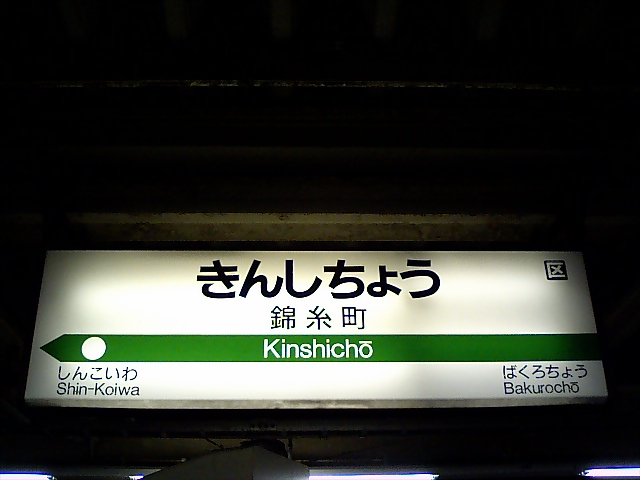 きんしちょう
区
錦糸町
Kinshichō
しんこいわ
Shin-Koiwa
ばくろちょう
Bakurochō